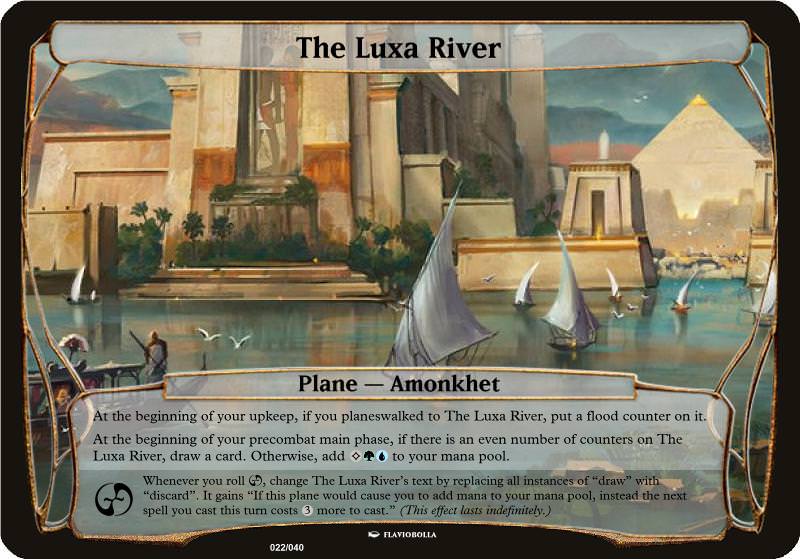 The Luxa River
Plane — Amonkhet
At the beginning of your upkeep, if you planeswalked to The Luxa River, put a flood counter on it.
At the beginning of your precombat main phase, if there is an even number of counters on The
Luxa River, draw a card. Otherwise, add to your mana pool.
Whenever you roll , change The Luxa River's text by replacing all instances of "draw" with
"discard". It gains "If this plane would cause you to add mana to your mana pool, instead the next
spell you cast this turn costs 3 more to cast." (This effect lasts indefinitely.)
FLAVIOBOLLA
022/040